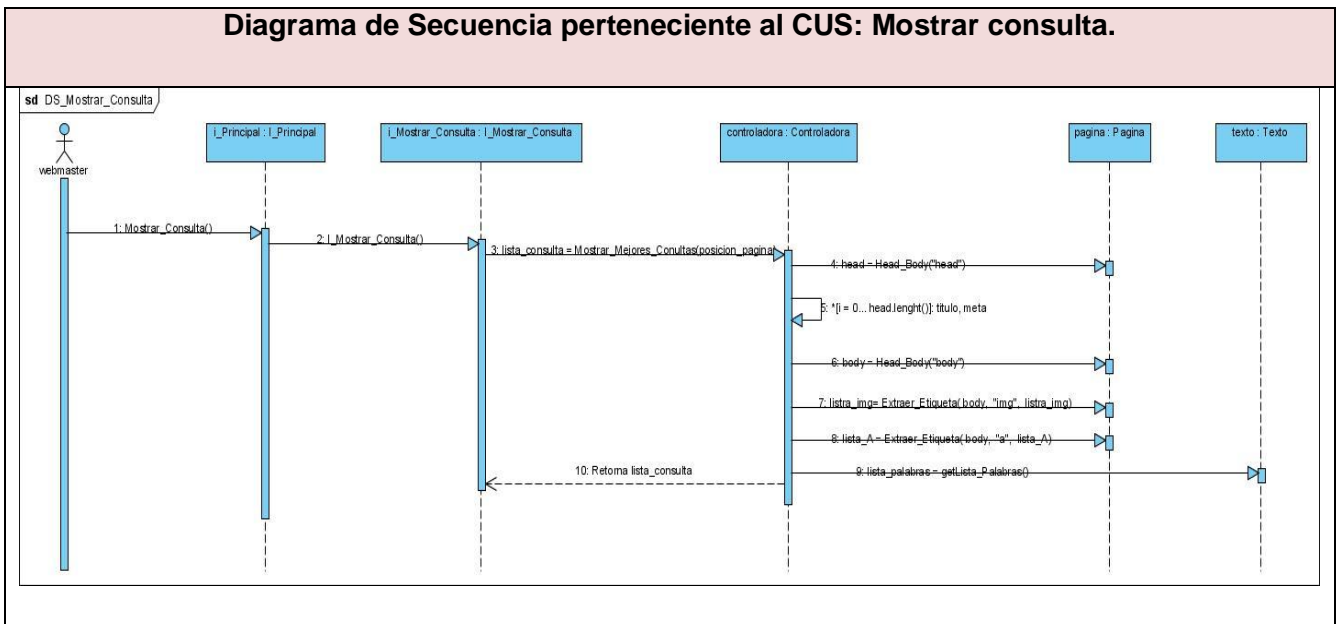 Diagrama de Secuencia perteneciente al CUS: Mostrar consulta.
sd DS_Mostrar_Consulta
webmaster
i_Principal : I_Principal
i_Mostrar_Consulta : I_Mostrar_Consulta
controladora : Controladora
pagina : Pagina
texto : Texto
1: Mostrar_Consulta()
2: I_Mostrar_Consulta()
3: lista_consulta = Mostrar_Mejores_Conultas(posicion_pagina)
4: head = Head_Body("head")
5: *[i = 0... head.lenght()]: titulo, meta
6: body = Head_Body("body")
7: listra_img= Extraer_Etiqueta( body, "img", listra_img)
8: lista_A = Extraer_Etiqueta( body, "a", lista_A)
9: lista_palabras = getLista_Palabras()
10: Retorna lista_consulta